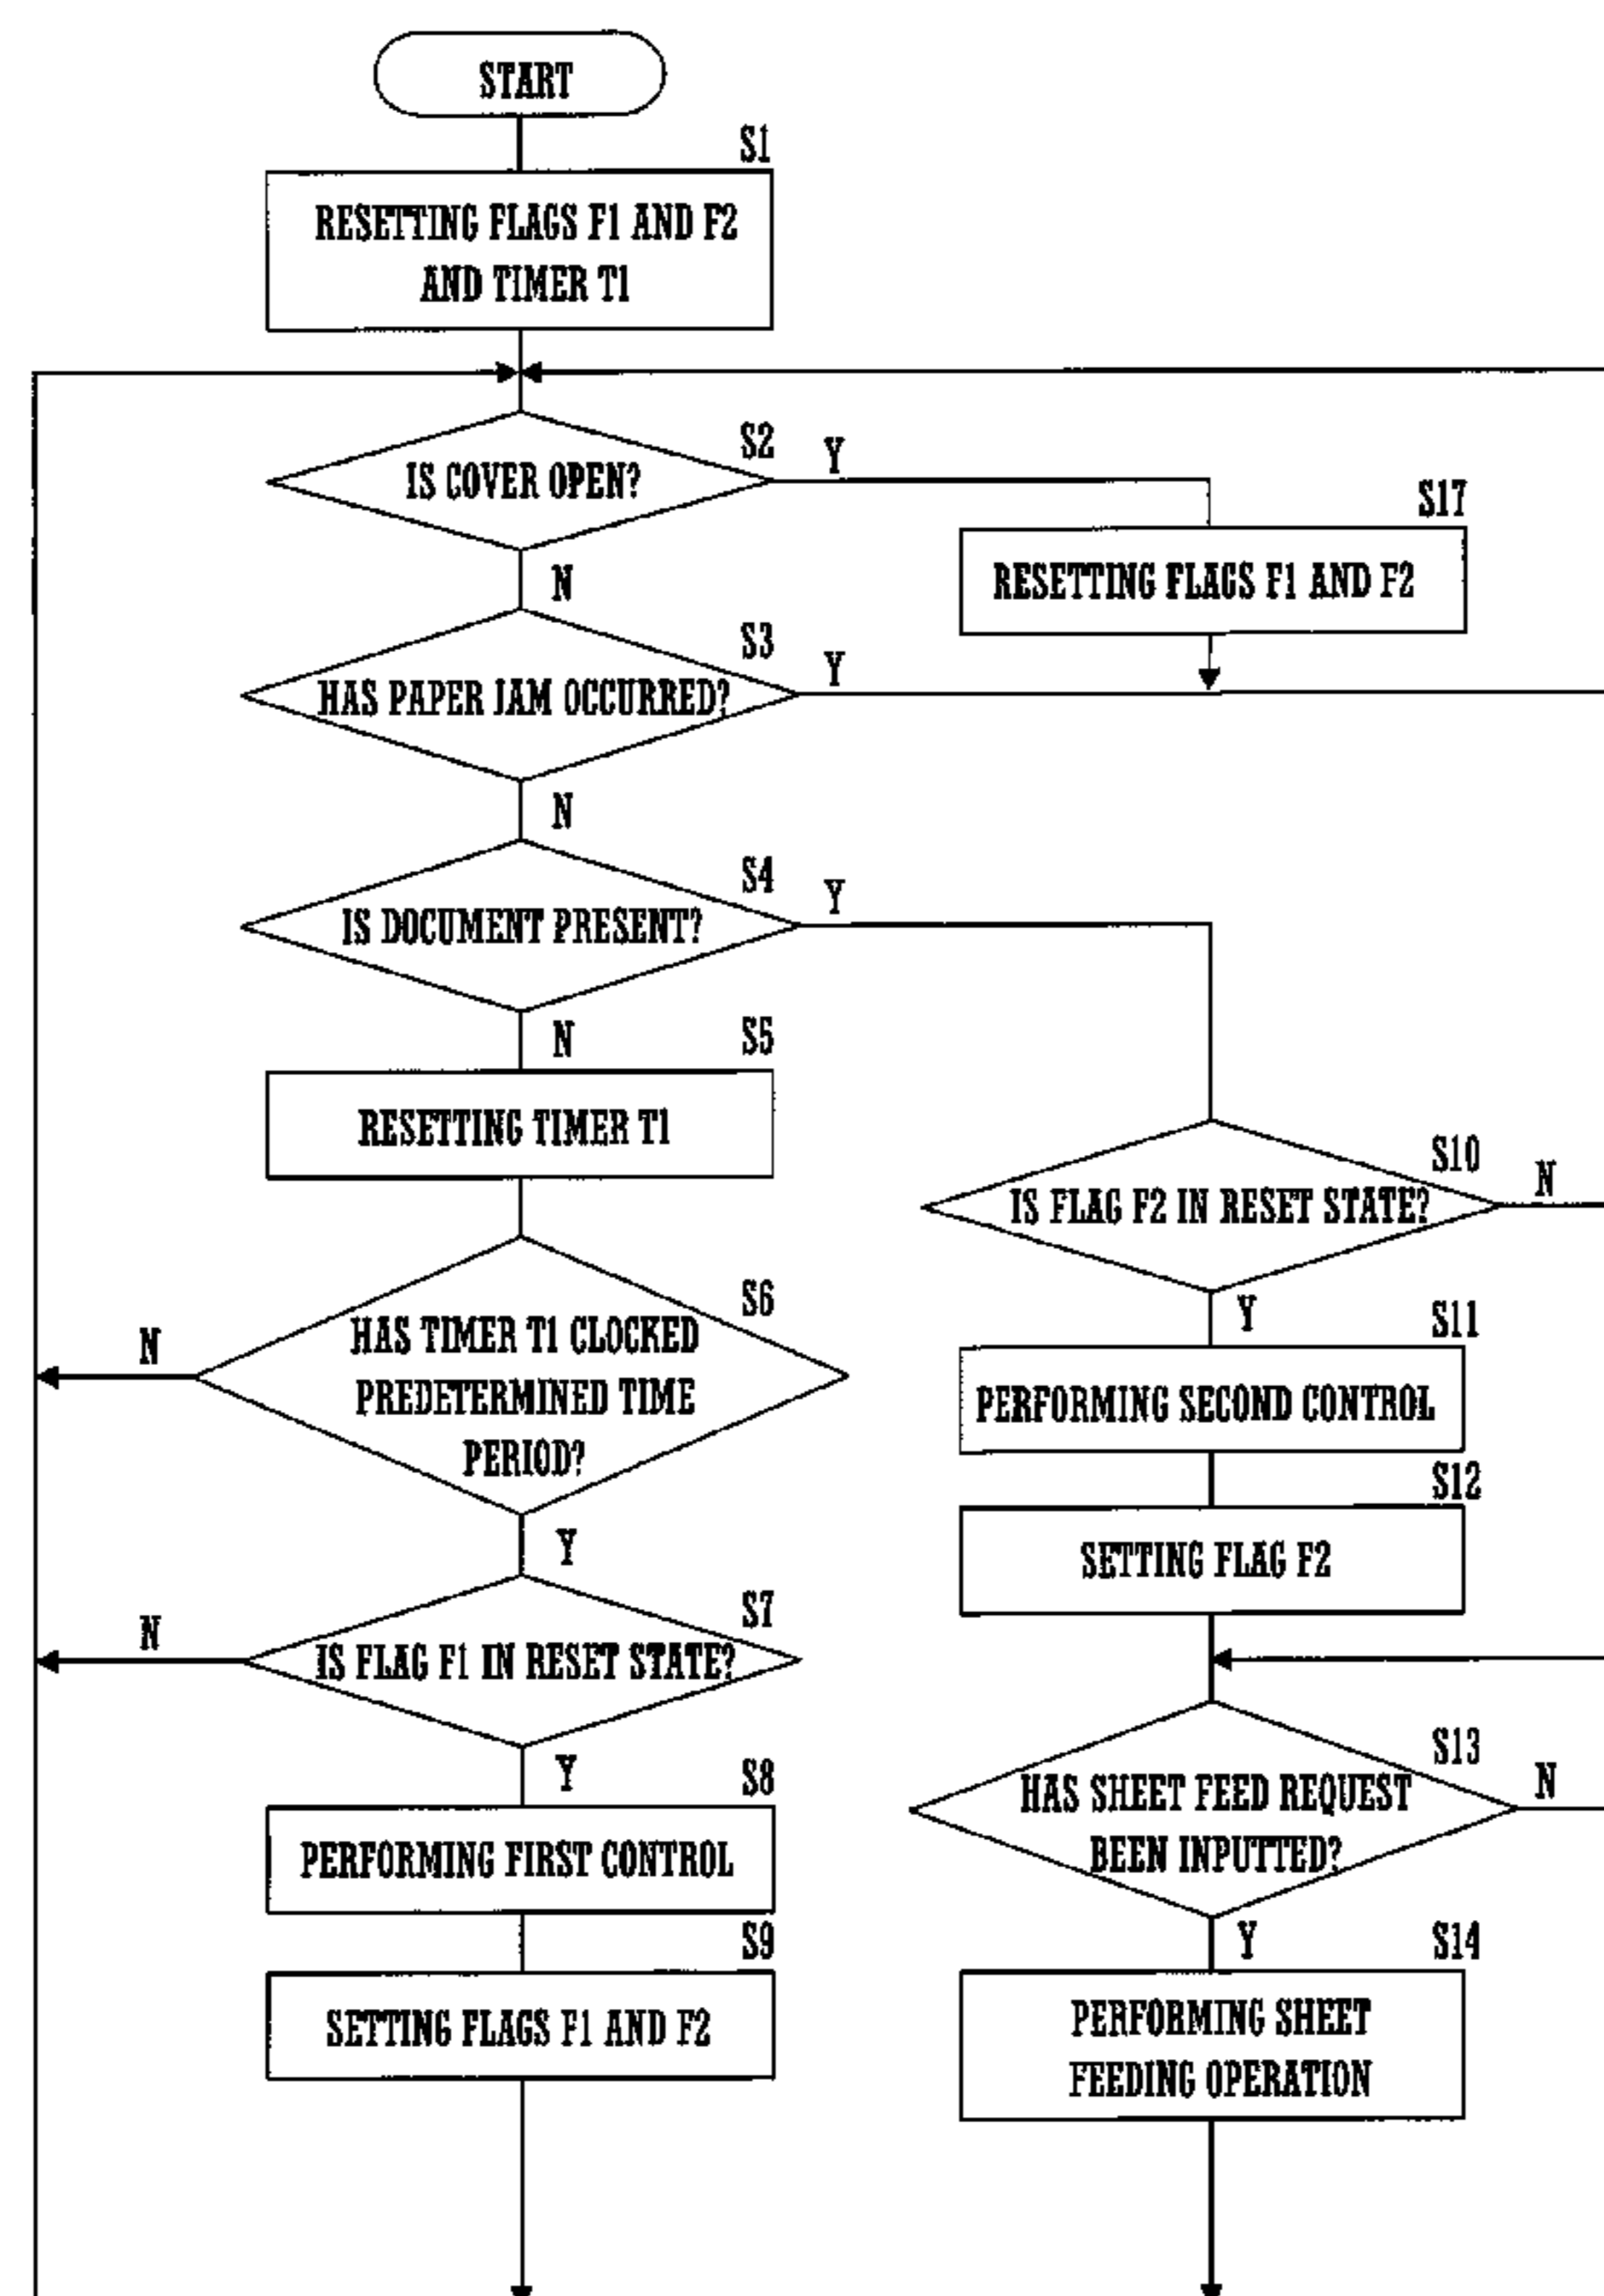 START
S1
RESETTING FLAGS F1 AND F2
AND TIMER T1
S2
IS COVER OPEN?
Y
N
S17
RESETTING FLAGS F1 AND F2
S3
HAS PAPER JAM OCCURRED?
Y
N
S4
IS DOCUMENT PRESENT?
Y
N
S5
RESETTING TIMER T1
S6
HAS TIMER T1 CLOCKED
PREDETERMINED TIME
PERIOD?
N
Y
S7
IS FLAG F1 IN RESET STATE?
N
Y
S8
PERFORMING FIRST CONTROL
S9
SETTING FLAGS F1 AND F2
S10
IS FLAG F2 IN RESET STATE?
N
Y
S11
PERFORMING SECOND CONTROL
S12
SETTING FLAG F2
S13
HAS SHEET FEED REQUEST
BEEN INPUTTED?
N
Y
S14
PERFORMING SHEET
FEEDING OPERATION